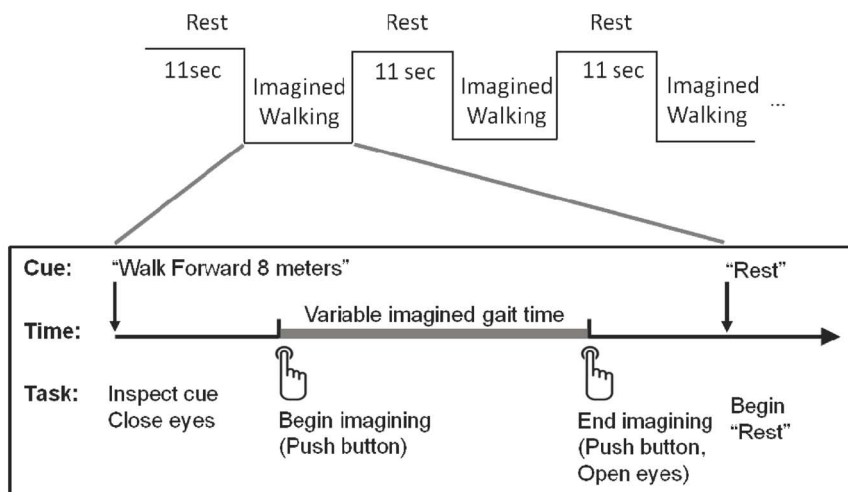 Rest
Rest
Rest
11sec
Imagined
Walking
11 sec
Imagined
Walking
11 sec
Imagined
Walking
...
Cue:
“Walk Forward 8 meters”
“Rest”
Variable imagined gait time
Time:
Task:
Inspect cue
Close eyes
Begin imagining
(Push button)
End imagining
(Push button,
Open eyes)
Begin
“Rest”